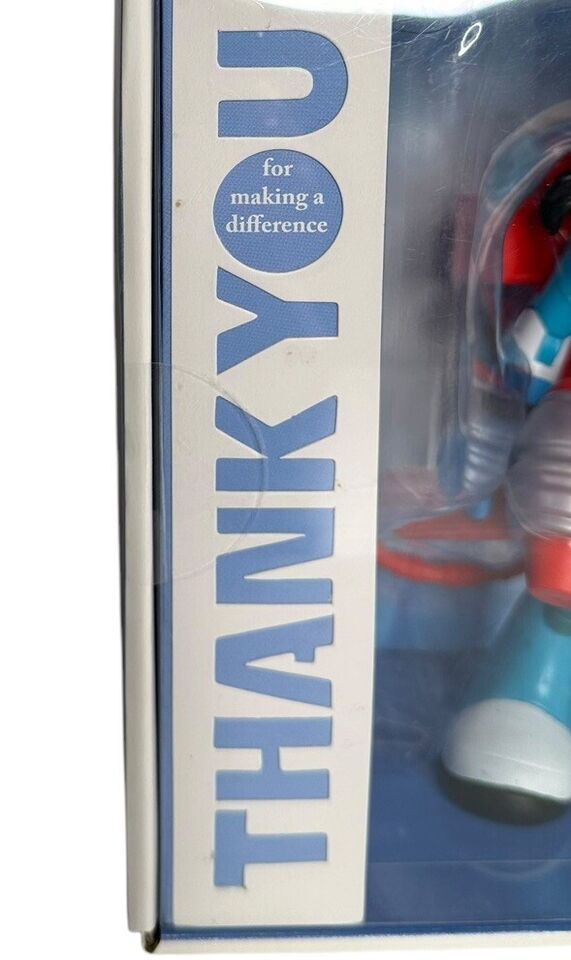 THANK YOU
for
making a
difference